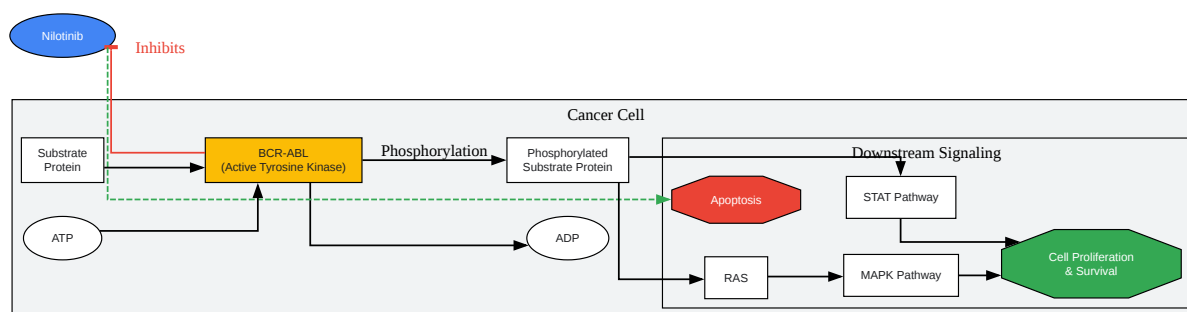 Nilotinib
Inhibits
Cancer Cell
Substrate
Protein
BCR-ABL
(Active Tyrosine Kinase)
Phosphorylation
Phosphorylated
Substrate Protein
Downstream Signaling
Apoptosis
STAT Pathway
ATP
ADP
RAS
MAPK Pathway
Cell Proliferation
& Survival